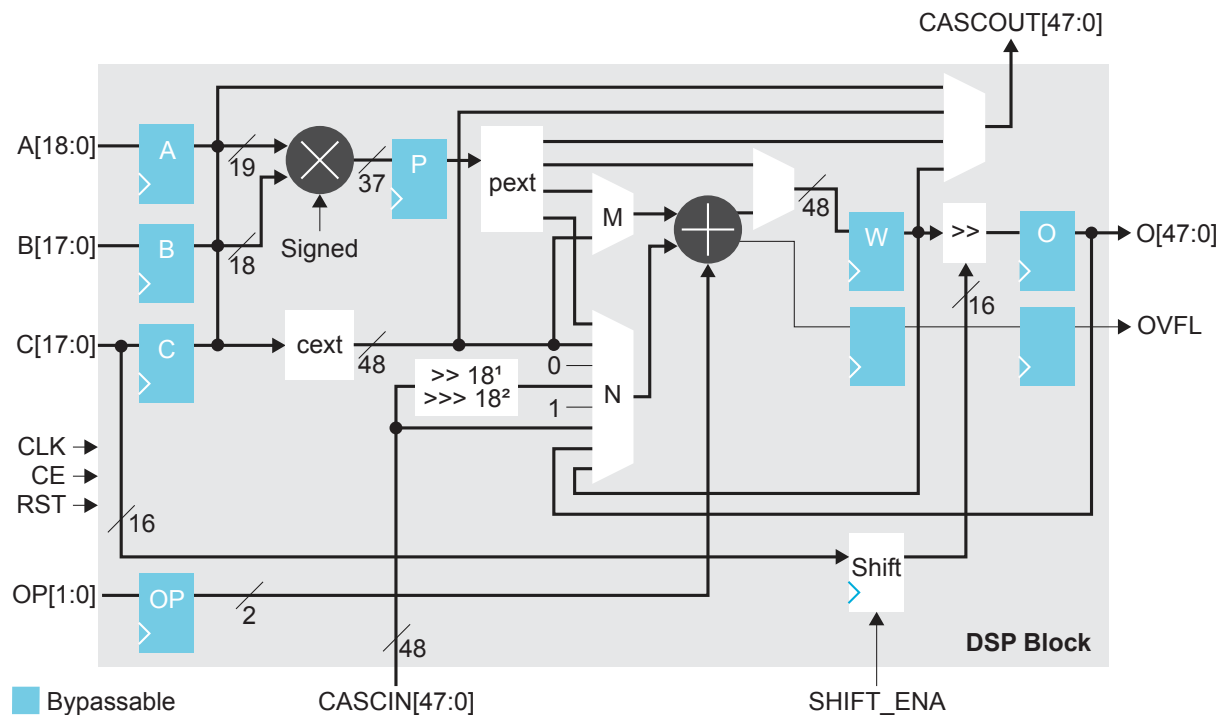 CASCOUT[47:0]
A[18:0]
A
19
37
P
pext
Signed
M
48
B[17:0]
B
18
W
>>
O
O[47:0]
16
OVFL
C[17:0]
C
cext
48
0
>> 18¹
>>> 18²
1
N
CLK
CE
RST
16
Shift
OP[1:0]
OP
2
48
DSP Block
Bypassable
CASCIN[47:0]
SHIFT_ENA